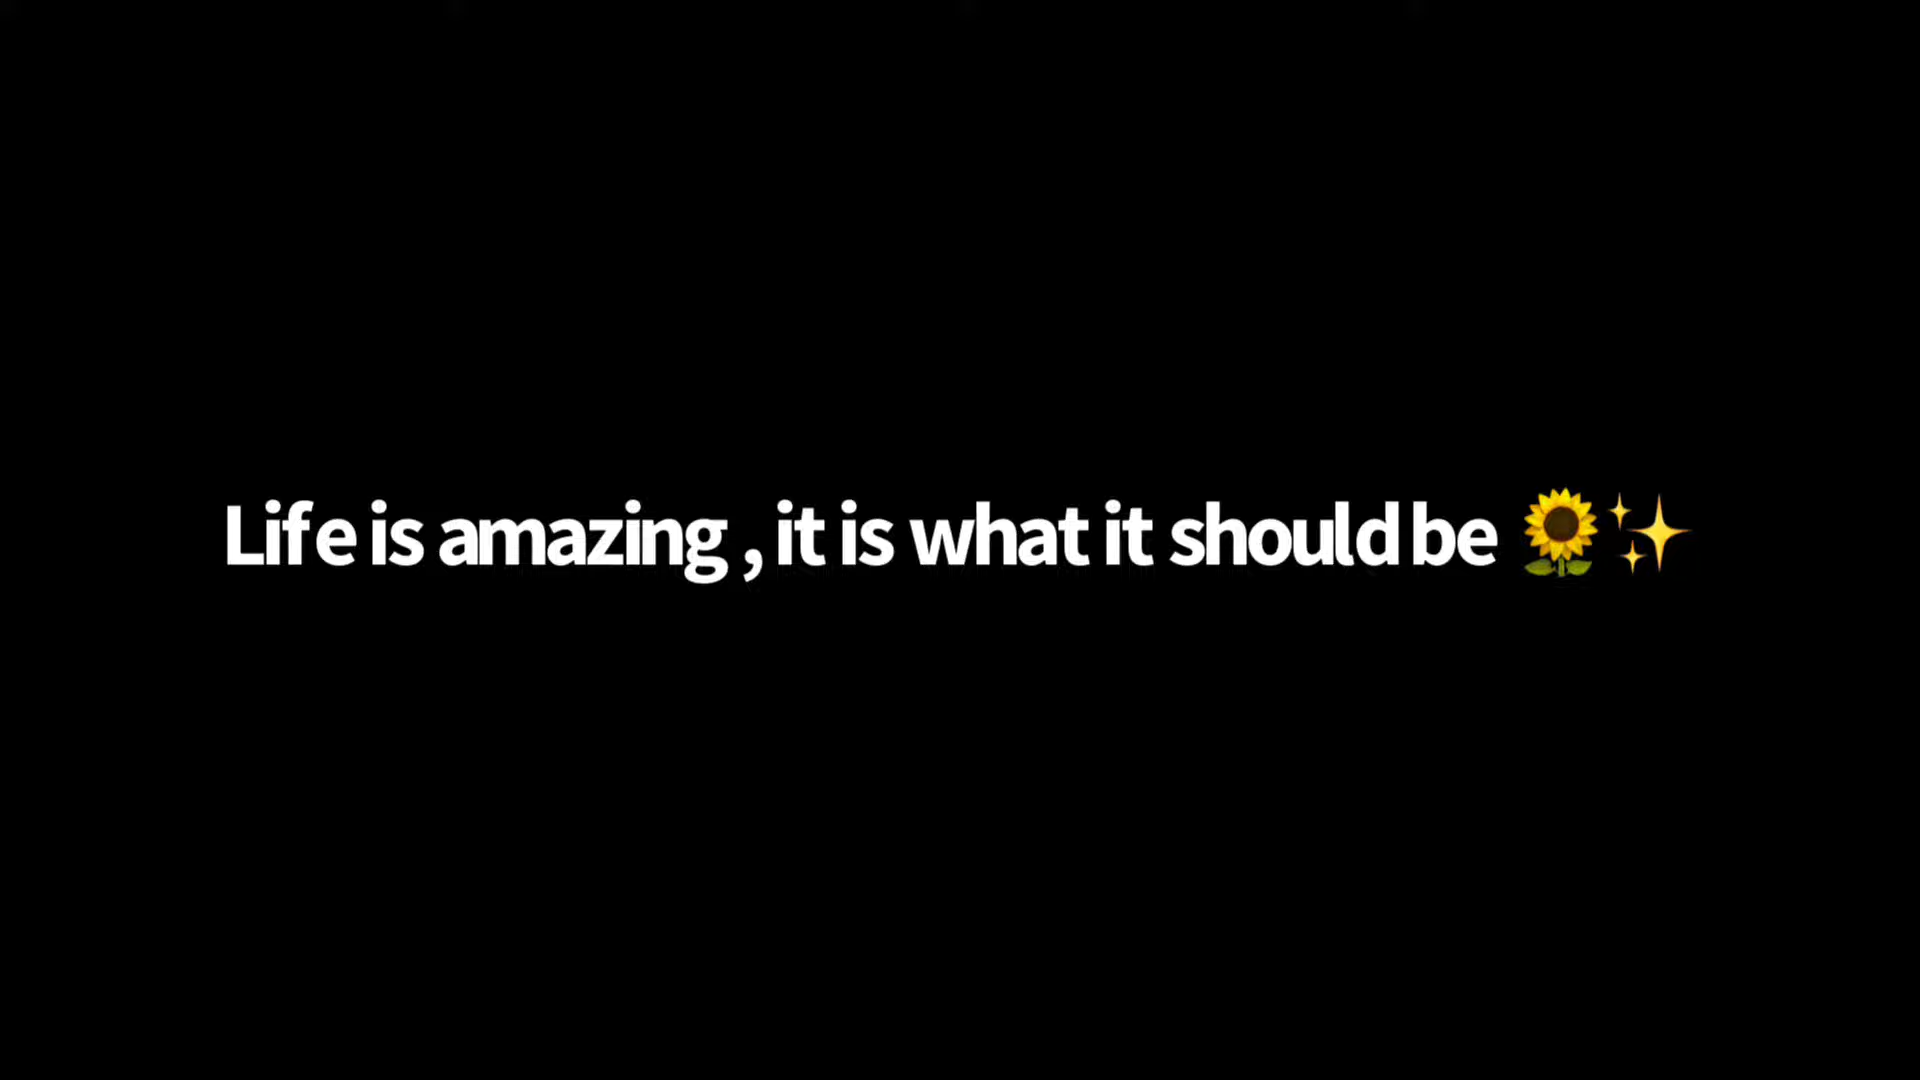 Life is amazing , it is what it should be 🌻✨